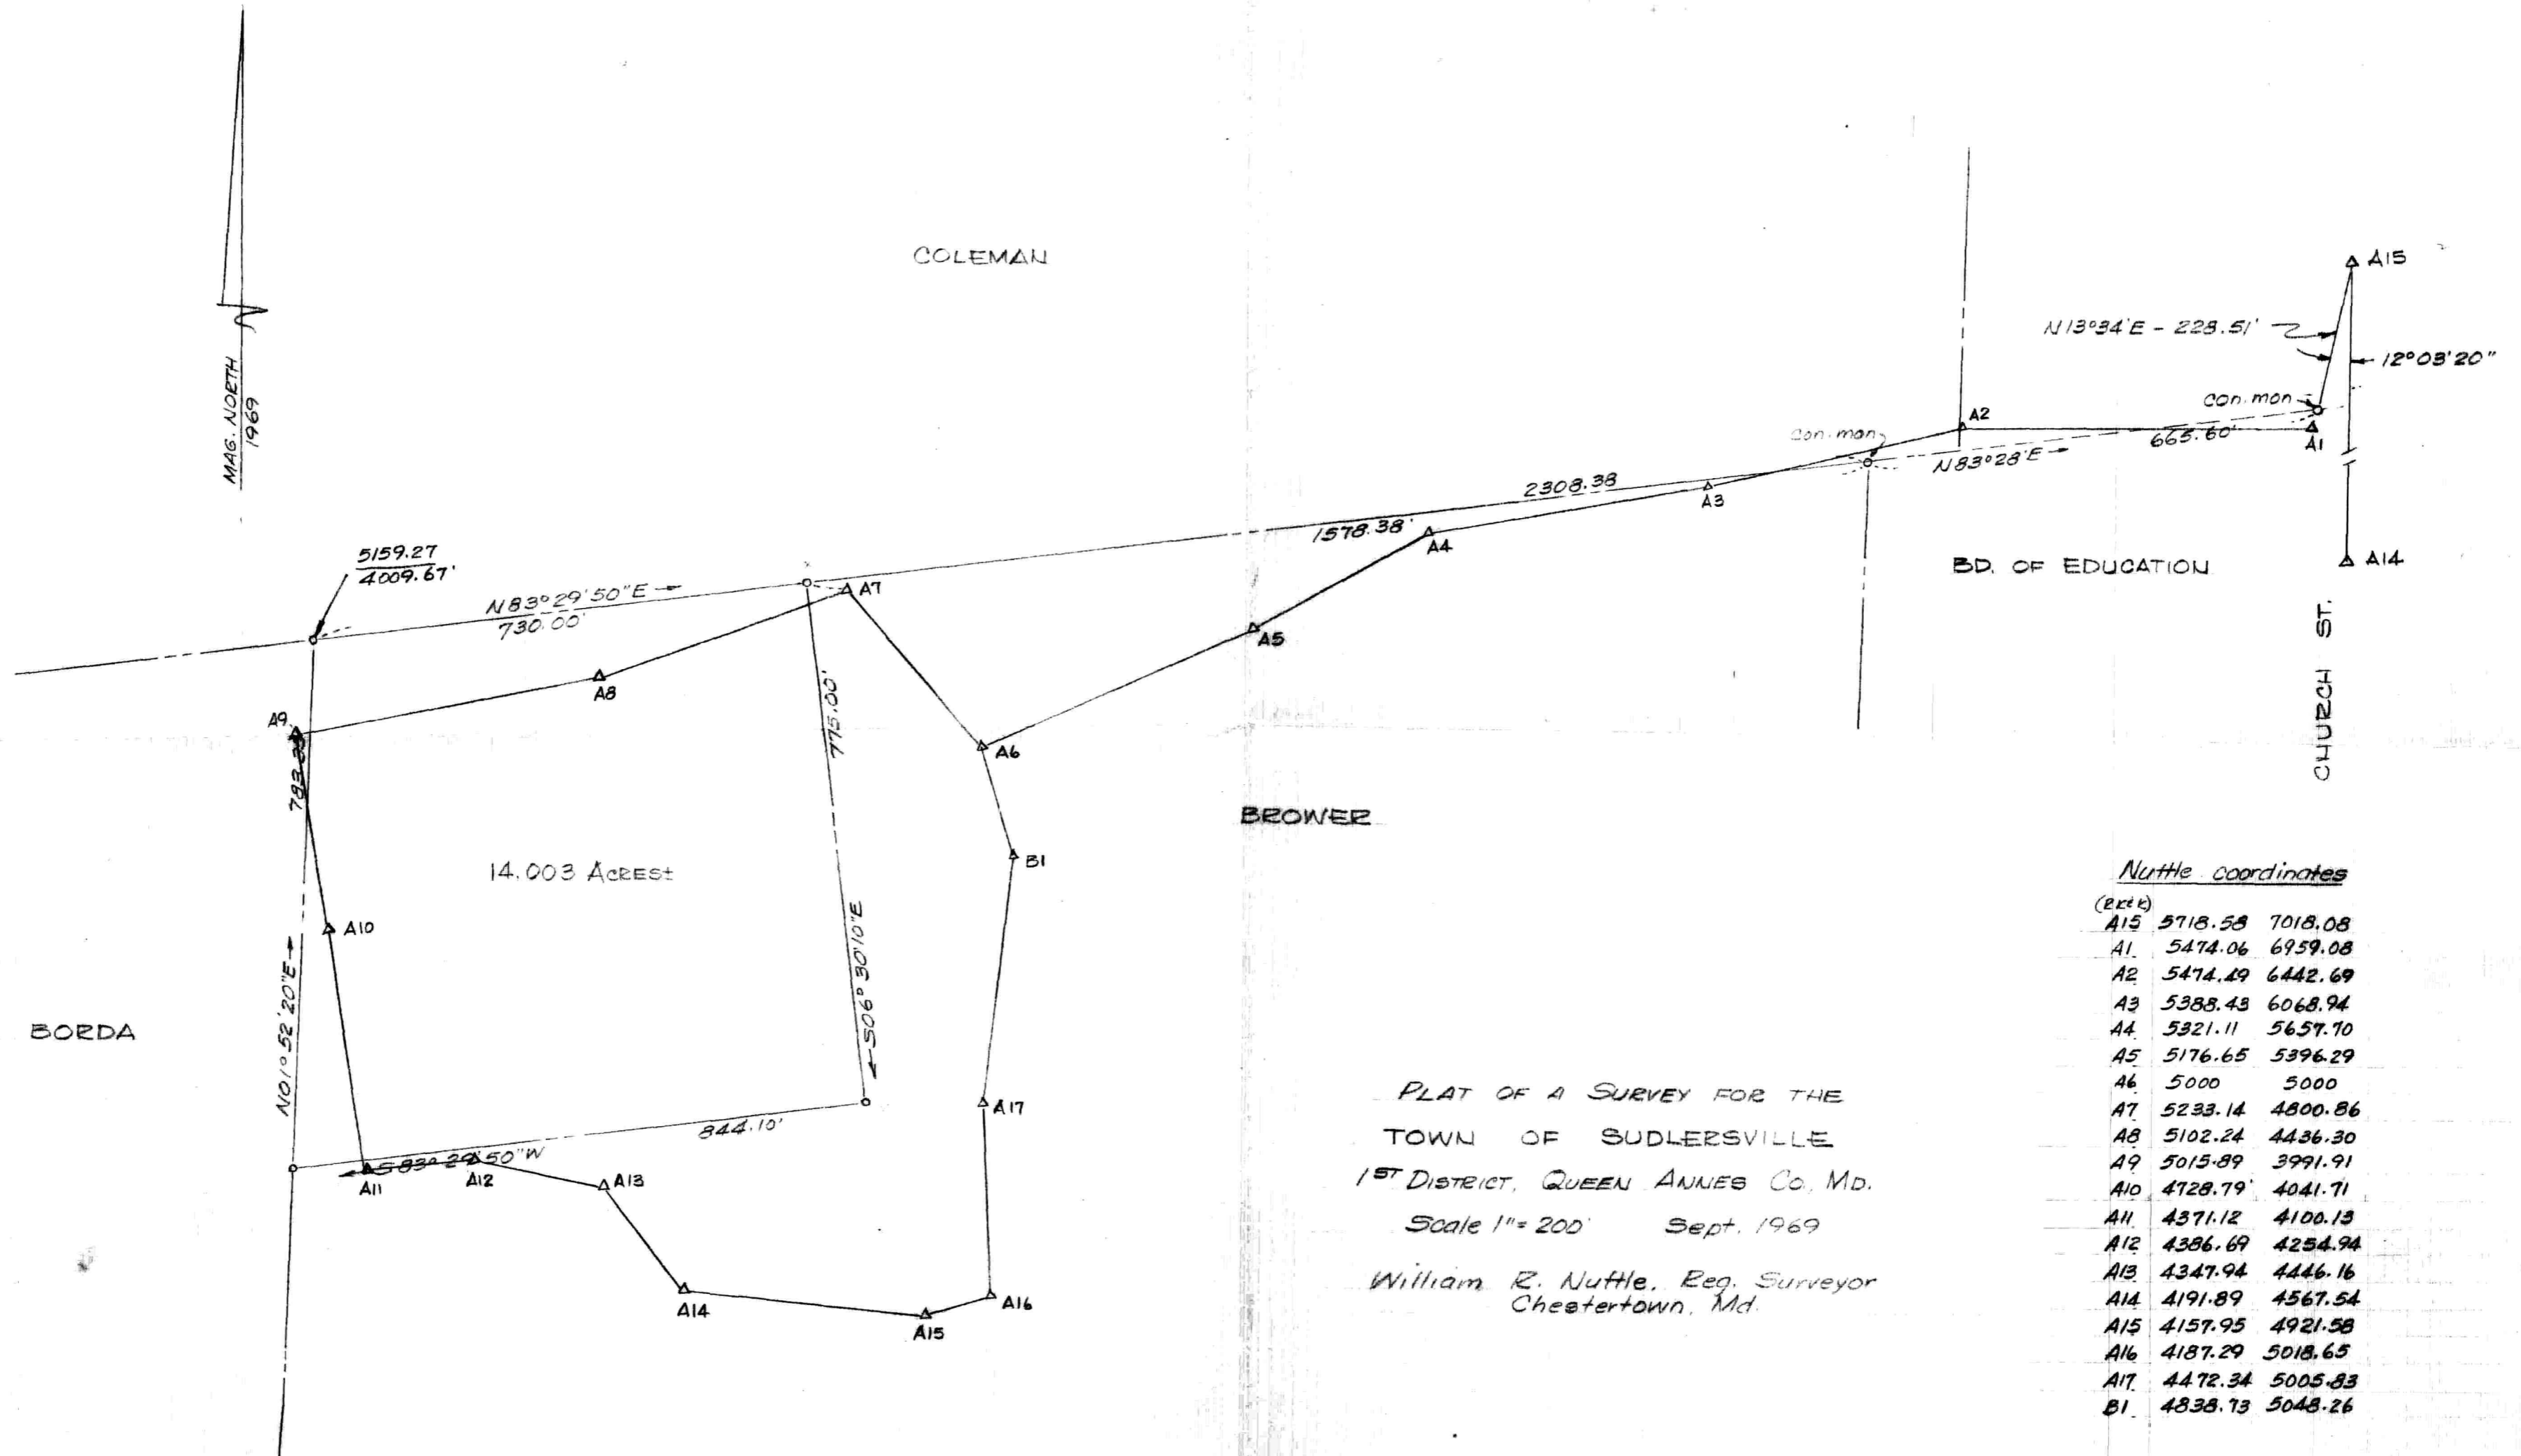 COLEMAN
A15
N13°34'E - 228.51'
12°03'20"
MAG. NORTH
1969
con. mon
A2
con. mon
665.60'
A1
N83°28'E
2308.38
A3
1578.38'
A4
5159.27
4009.67'
BD. OF EDUCATION
A14
N83°29'50"E
730.00'
A7
CHURCH ST.
A5
A8
A9
775.00'
A6
BROWER
B1
14.003 ACRES±
A10
S06°30'10"E
N01°52'20"E
BORDA
A17
844.10'
S83°29'50"W
A11
A12
A13
A14
A15
A16
PLAT OF A SURVEY FOR THE
TOWN OF SUDLERSVILLE
1ST DISTRICT, QUEEN ANNES CO, MD.
Scale 1"= 200' Sept. 1969
William R. Nuttle, Reg. Surveyor
Chestertown, Md.
Nuttle coordinates
A15 5718.58 7018.08
A1 5474.06 6959.08
A2 5474.49 6442.69
A3 5388.43 6068.94
A4 5321.11 5657.70
A5 5176.65 5396.29
A6 5000 5000
A7 5233.14 4800.86
A8 5102.24 4436.30
A9 5015.89 3991.91
A10 4728.79 4041.71
A11 4371.12 4100.13
A12 4386.69 4254.94
A13 4347.94 4446.16
A14 4191.89 4567.54
A15 4157.95 4921.58
A16 4187.29 5018.65
A17 4472.34 5005.83
B1 4838.73 5048.26